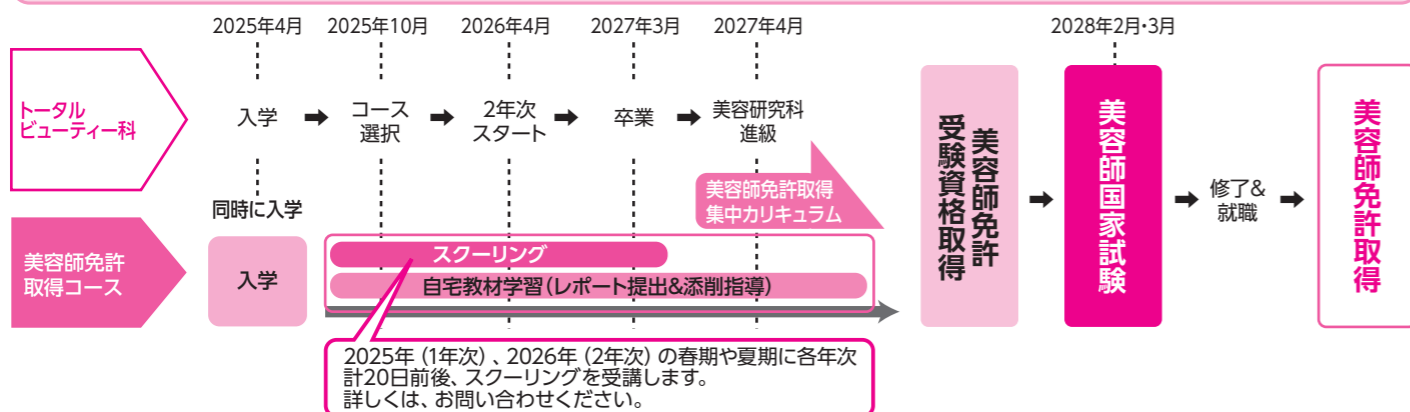 2025年4月
2025年10月
2026年4月
2027年3月
2027年4月
2028年2月・3月
トータル
ビューティー科
入学
➡
コース
選択
➡
2年次
スタート
➡
卒業
➡
美容研究科
進級
美容師免許取得
集中カリキュラム
同時に入学
美容師免許
取得コース
入学
スクーリング
自宅教材学習(レポート提出&添削指導)
2025年(1年次)、2026年(2年次)の春期や夏期に各年次
計20日前後、スクーリングを受講します。
詳しくは、お問い合わせください。
美容師免許
受験資格取得
➡
美容師国家試験
➡
修了&
就職
➡
美容師免許取得